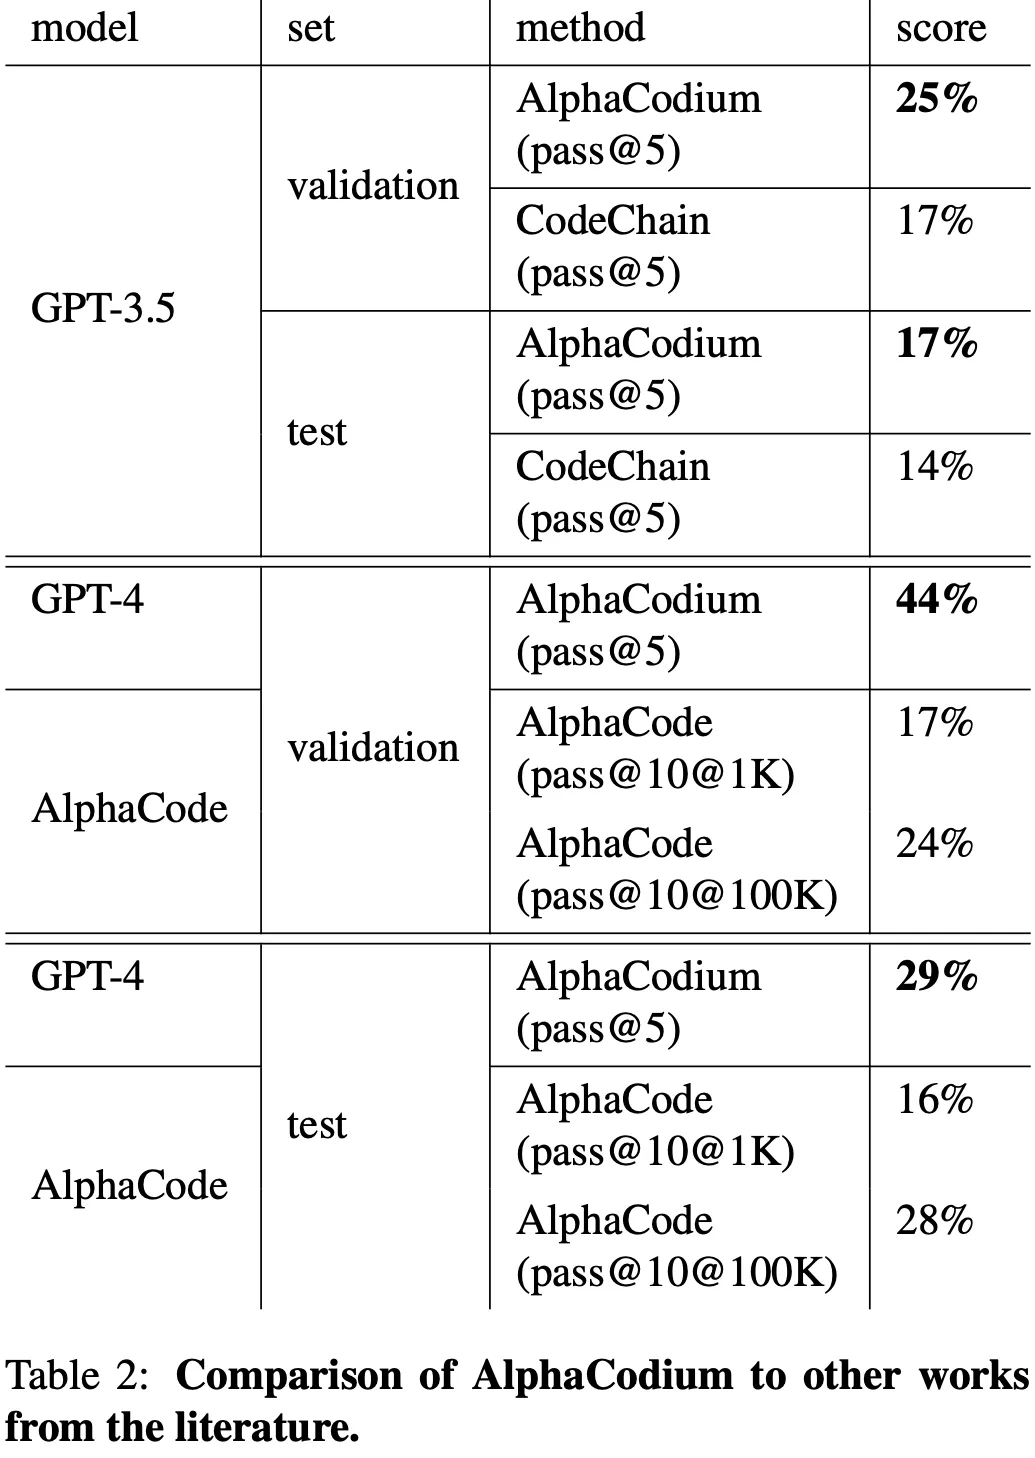 model set method score
GPT-3.5 validation AlphaCodium 25%
(pass@5)
CodeChain 17%
(pass@5)
test AlphaCodium 17%
(pass@5)
CodeChain 14%
(pass@5)
GPT-4 validation AlphaCodium 44%
(pass@5)
AlphaCode AlphaCode 17%
(pass@10@1K)
AlphaCode 24%
(pass@10@100K)
GPT-4 test AlphaCodium 29%
(pass@5)
AlphaCode AlphaCode 16%
(pass@10@1K)
AlphaCode 28%
(pass@10@100K)
Table 2: Comparison of AlphaCodium to other works
from the literature.